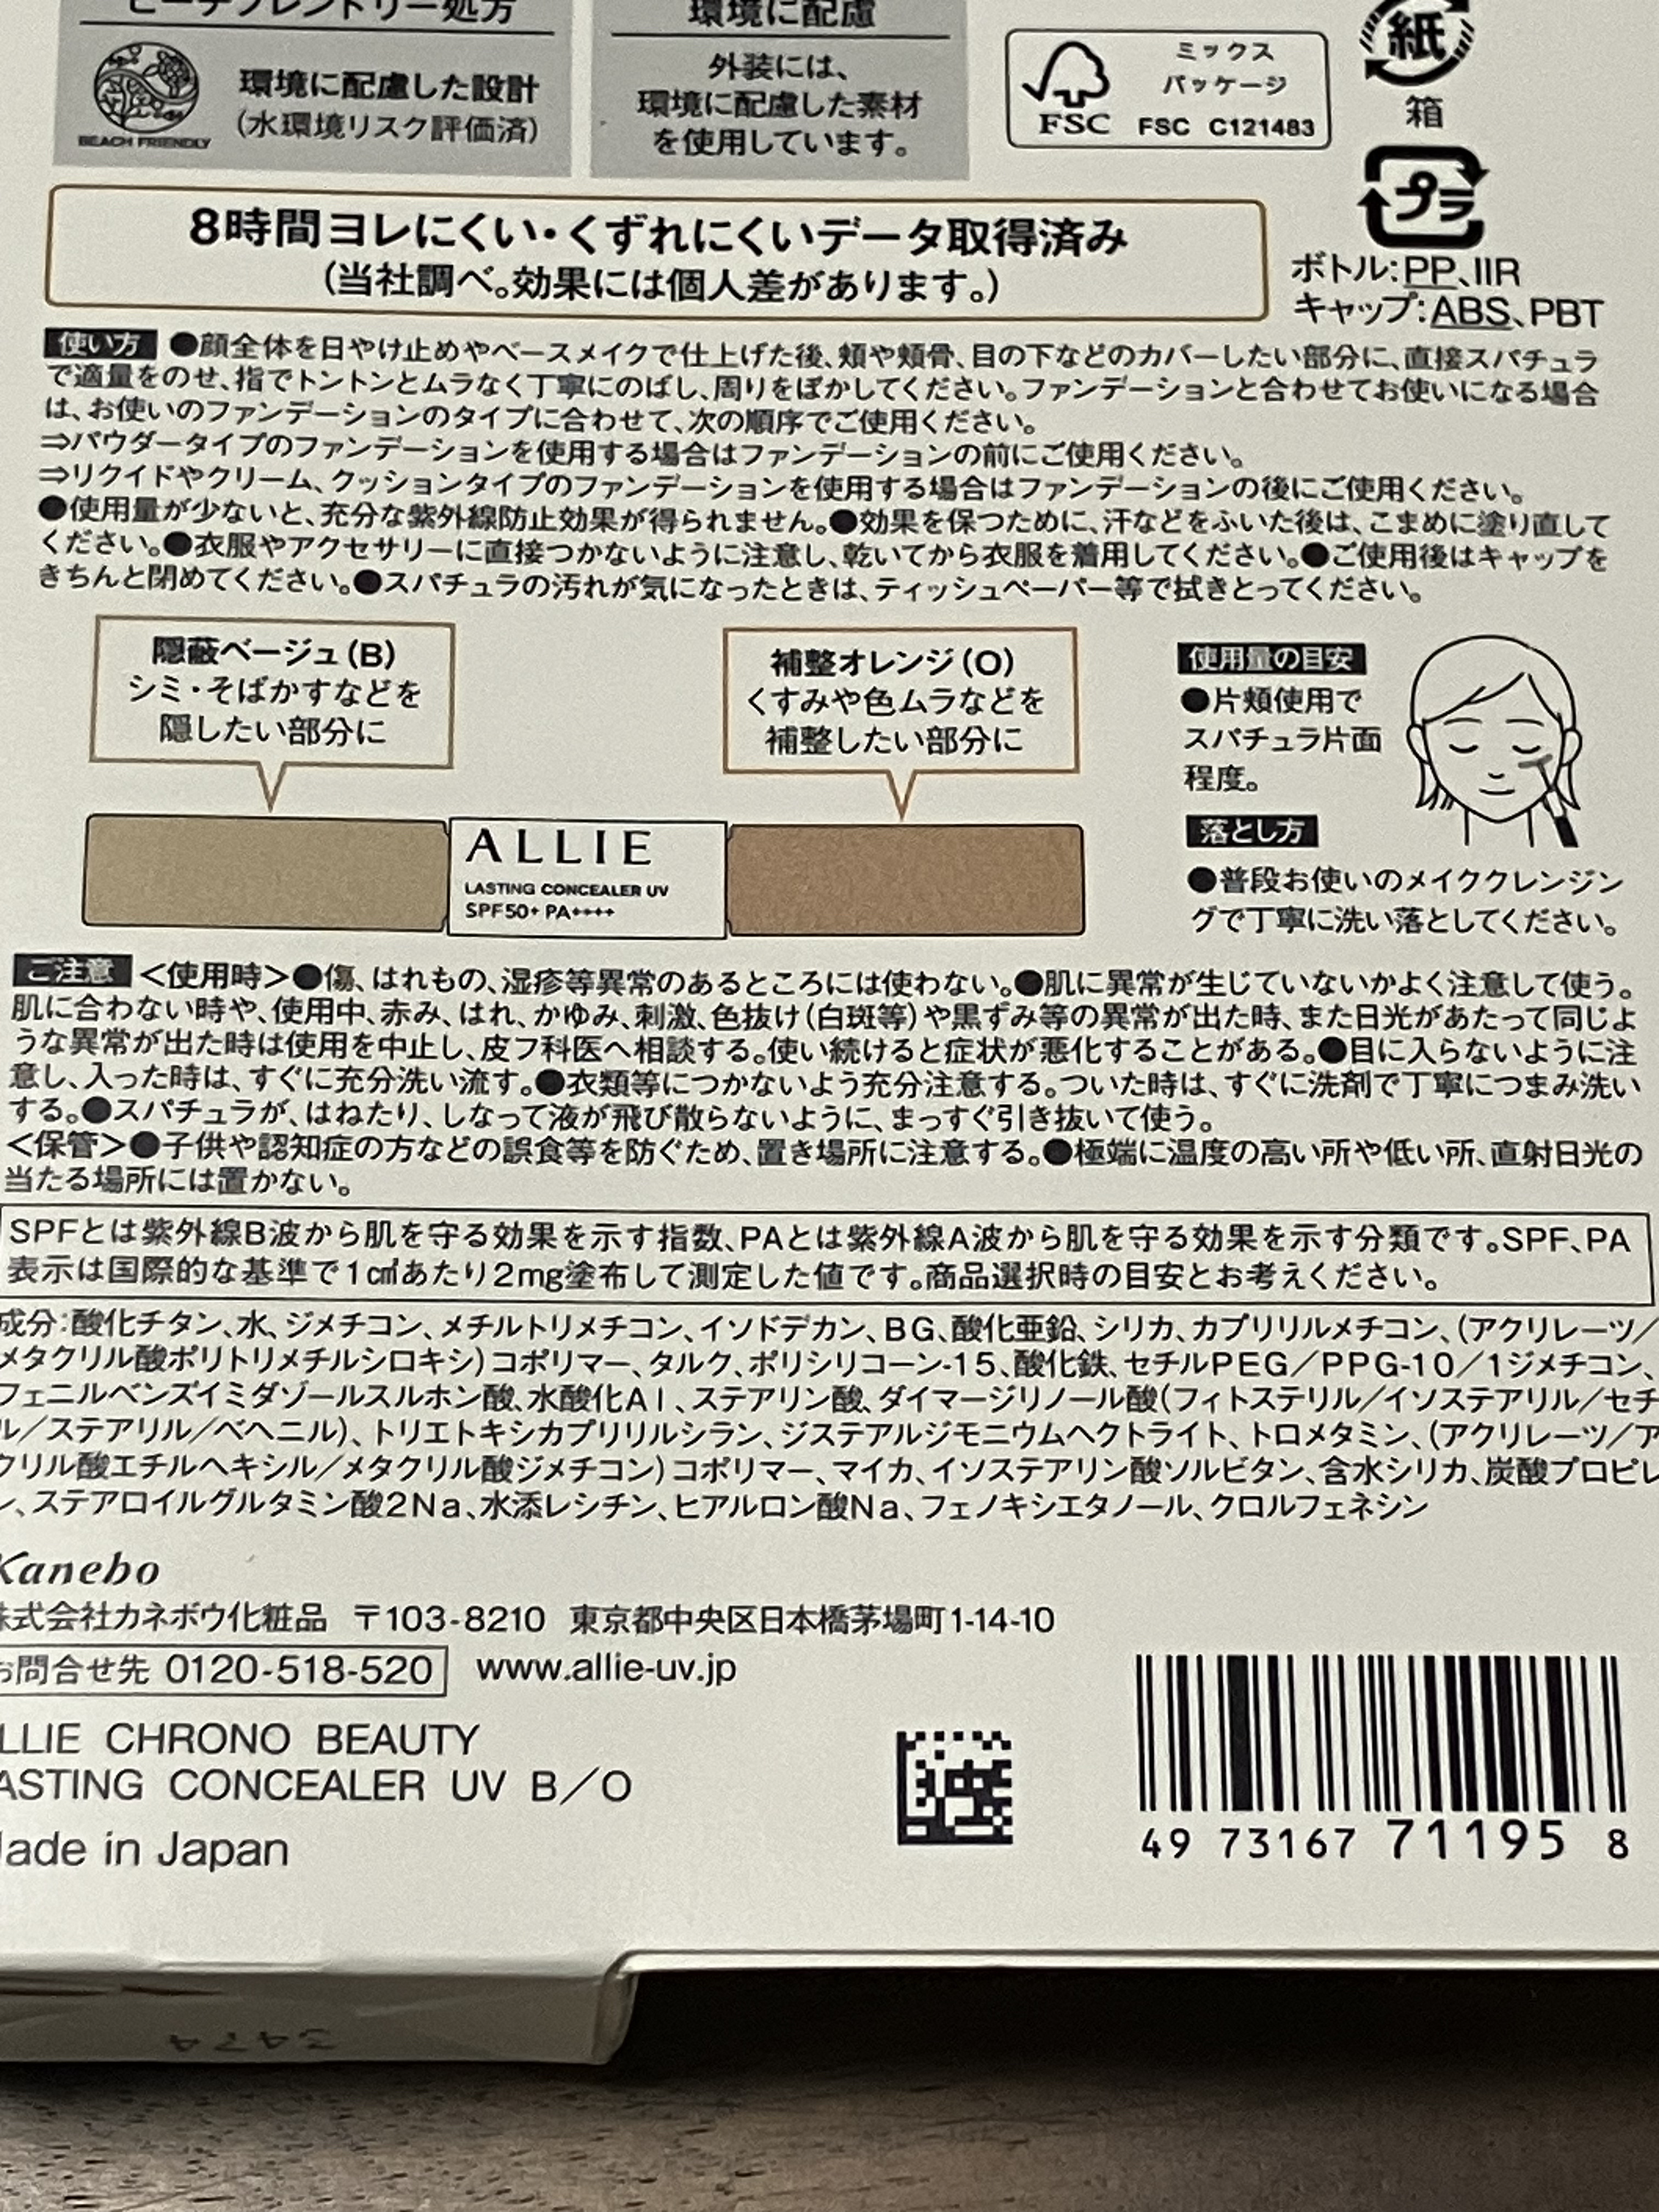 ビーチフレンドリー処方
環境に配慮した設計
(水環境リスク評価済)
BEACH FRIENDLY
環境に配慮
外装には、
環境に配慮した素材
を使用しています。
FSC
ミックス
パッケージ
FSC C121483
紙
箱
プラ
ボトル:PP、IIR
キャップ:ABS、PBT
8時間ヨレにくい・くずれにくいデータ取得済み
(当社調べ。効果には個人差があります。)
使い方 ●顔全体を日やけ止めやベースメイクで仕上げた後、頬や頬骨、目の下などのカバーしたい部分に、直接スパチュラ
で適量をのせ、指でトントンとムラなく丁寧にのばし、周りをぼかしてください。ファンデーションと合わせてお使いになる場合
は、お使いのファンデーションのタイプに合わせて、次の順序でご使用ください。
⇒パウダータイプのファンデーションを使用する場合はファンデーションの前にご使用ください。
⇒リクイドやクリーム、クッションタイプのファンデーションを使用する場合はファンデーションの後にご使用ください。
●使用量が少ないと、充分な紫外線防止効果が得られません。●効果を保つために、汗などをふいた後は、こまめに塗り直して
ください。●衣服やアクセサリーに直接つかないように注意し、乾いてから衣服を着用してください。●ご使用後はキャップを
きちんと閉めてください。●スパチュラの汚れが気になったときは、ティッシュペーパー等で拭きとってください。
隠蔽ベージュ(B)
シミ・そばかすなどを
隠したい部分に
補整オレンジ(O)
くすみや色ムラなどを
補整したい部分に
ALLIE
LASTING CONCEALER UV
SPF50+ PA++++
使用量の目安
●片頬使用で
スパチュラ片面
程度。
落とし方
●普段お使いのメイククレンジン
グで丁寧に洗い落としてください。
ご注意 <使用時>●傷、はれもの、湿疹等異常のあるところには使わない。●肌に異常が生じていないかよく注意して使う。
肌に合わない時や、使用中、赤み、はれ、かゆみ、刺激、色抜け(白斑等)や黒ずみ等の異常が出た時、また日光があたって同じよ
うな異常が出た時は使用を中止し、皮フ科医へ相談する。使い続けると症状が悪化することがある。●目に入らないように注
意し、入った時は、すぐに充分洗い流す。●衣類等につかないよう充分注意する。ついた時は、すぐに洗剤で丁寧につまみ洗い
する。●スパチュラが、はねたり、しなって液が飛び散らないように、まっすぐ引き抜いて使う。
<保管>●子供や認知症の方などの誤食等を防ぐため、置き場所に注意する。●極端に温度の高い所や低い所、直射日光の
当たる場所には置かない。
SPFとは紫外線B波から肌を守る効果を示す指数、PAとは紫外線A波から肌を守る効果を示す分類です。SPF、PA
表示は国際的な基準で1c㎡あたり2mg塗布して測定した値です。商品選択時の目安とお考えください。
成分:酸化チタン、水、ジメチコン、メチルトリメチコン、イソドデカン、BG、酸化亜鉛、シリカ、カプリリルメチコン、(アクリレーツ/
メタクリル酸ポリトリメチルシロキシ)コポリマー、タルク、ポリシリコーン-15、酸化鉄、セチルPEG/PPG-10/1ジメチコン、
フェニルベンズイミダゾールスルホン酸、水酸化Al、ステアリン酸、ダイマージリノール酸(フィトステリル/イソステアリル/セチ
ル/ステアリル/ベヘニル)、トリエトキシカプリリルシラン、ジステアルジモニウムヘクトライト、トロメタミン、(アクリレーツ/ア
クリル酸エチルヘキシル/メタクリル酸ジメチコン)コポリマー、マイカ、イソステアリン酸ソルビタン、含水シリカ、炭酸プロピレ
ン、ステアロイルグルタミン酸2Na、水添レシチン、ヒアルロン酸Na、フェノキシエタノール、クロルフェネシン
Kanebo
株式会社カネボウ化粧品 〒103-8210 東京都中央区日本橋茅場町1-14-10
お問合せ先 0120-518-520 www.allie-uv.jp
LLIE CHRONO BEAUTY
ASTING CONCEALER UV B/O
Made in Japan
49 73167 71195 8